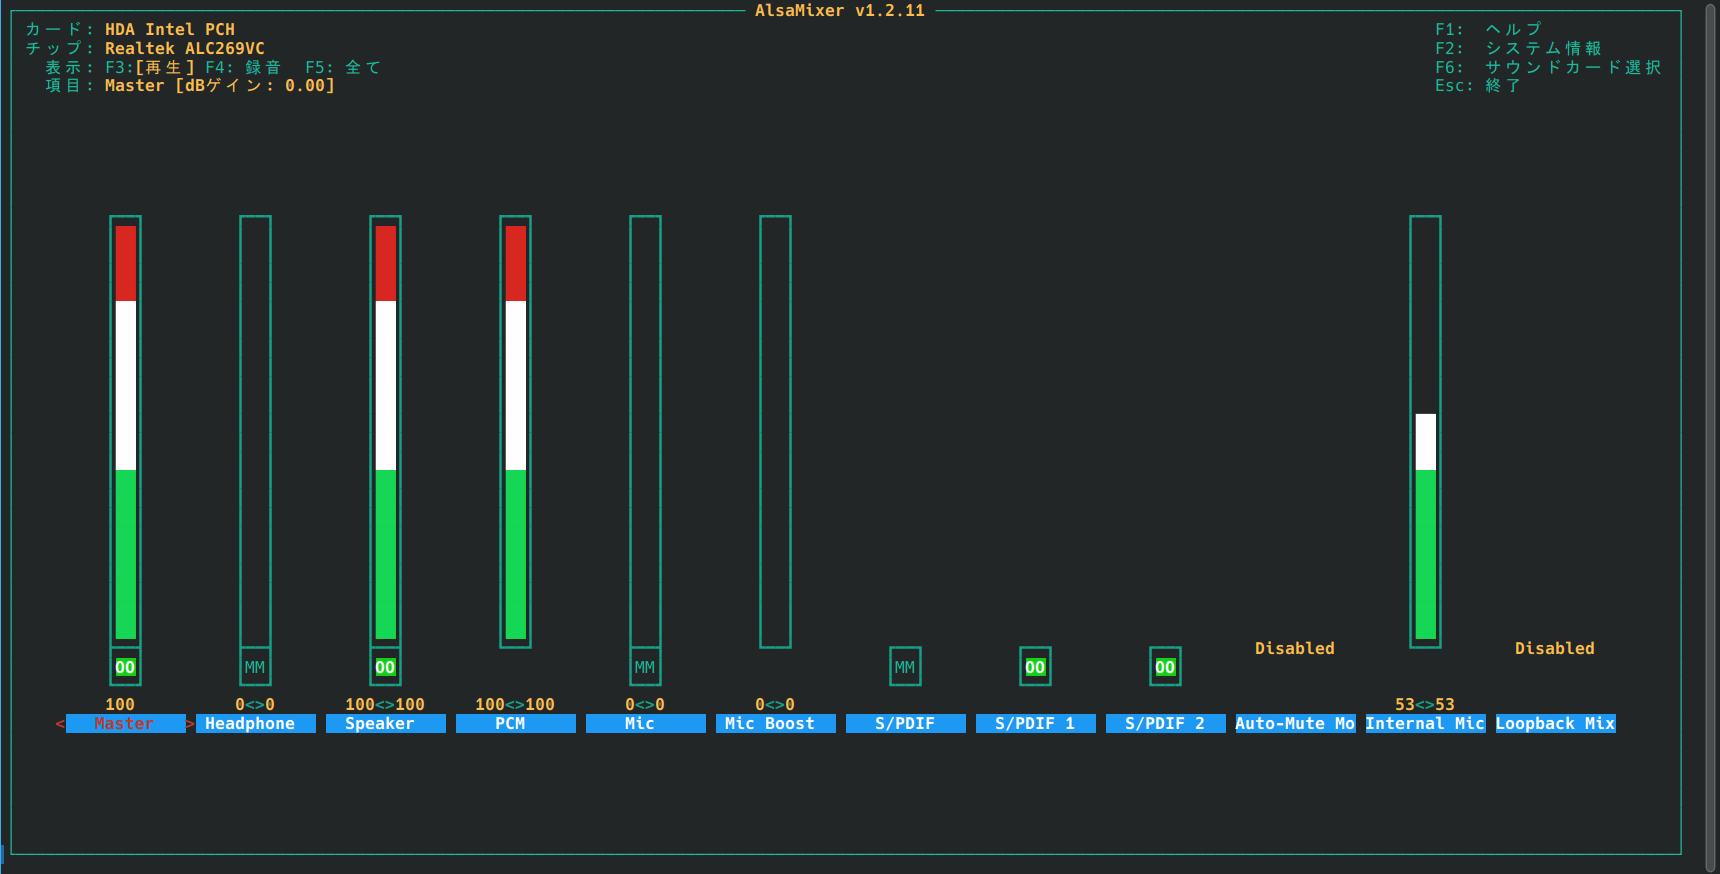 AlsaMixer v1.2.11
カード: HDA Intel PCH
F1: ヘルプ
チップ: Realtek ALC269VC
F2: システム情報
表示: F3:[再生] F4: 録音 F5: 全て
F6: サウンドカード選択
項目: Master [dBゲイン: 0.00]
Esc: 終了
Disabled Disabled
OO MM OO MM MM OO OO
100 0<>0 100<>100 100<>100 0<>0 0<>0 53<>53
< Master > Headphone Speaker PCM Mic Mic Boost S/PDIF S/PDIF 1 S/PDIF 2 Auto-Mute Mo Internal Mic Loopback Mix